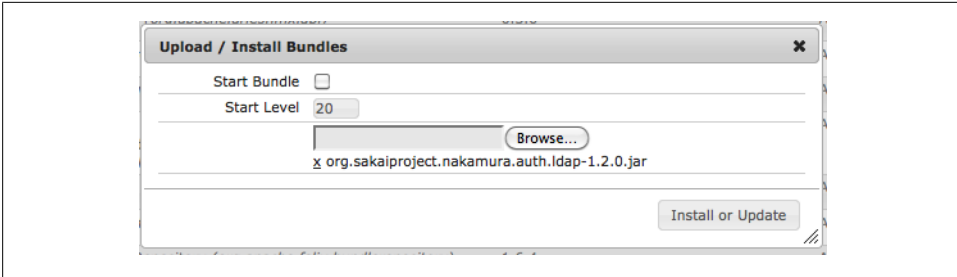 Upload / Install Bundles
Start Bundle
Start Level 20
Browse...
x org.sakaiproject.nakamura.auth.ldap-1.2.0.jar
Install or Update